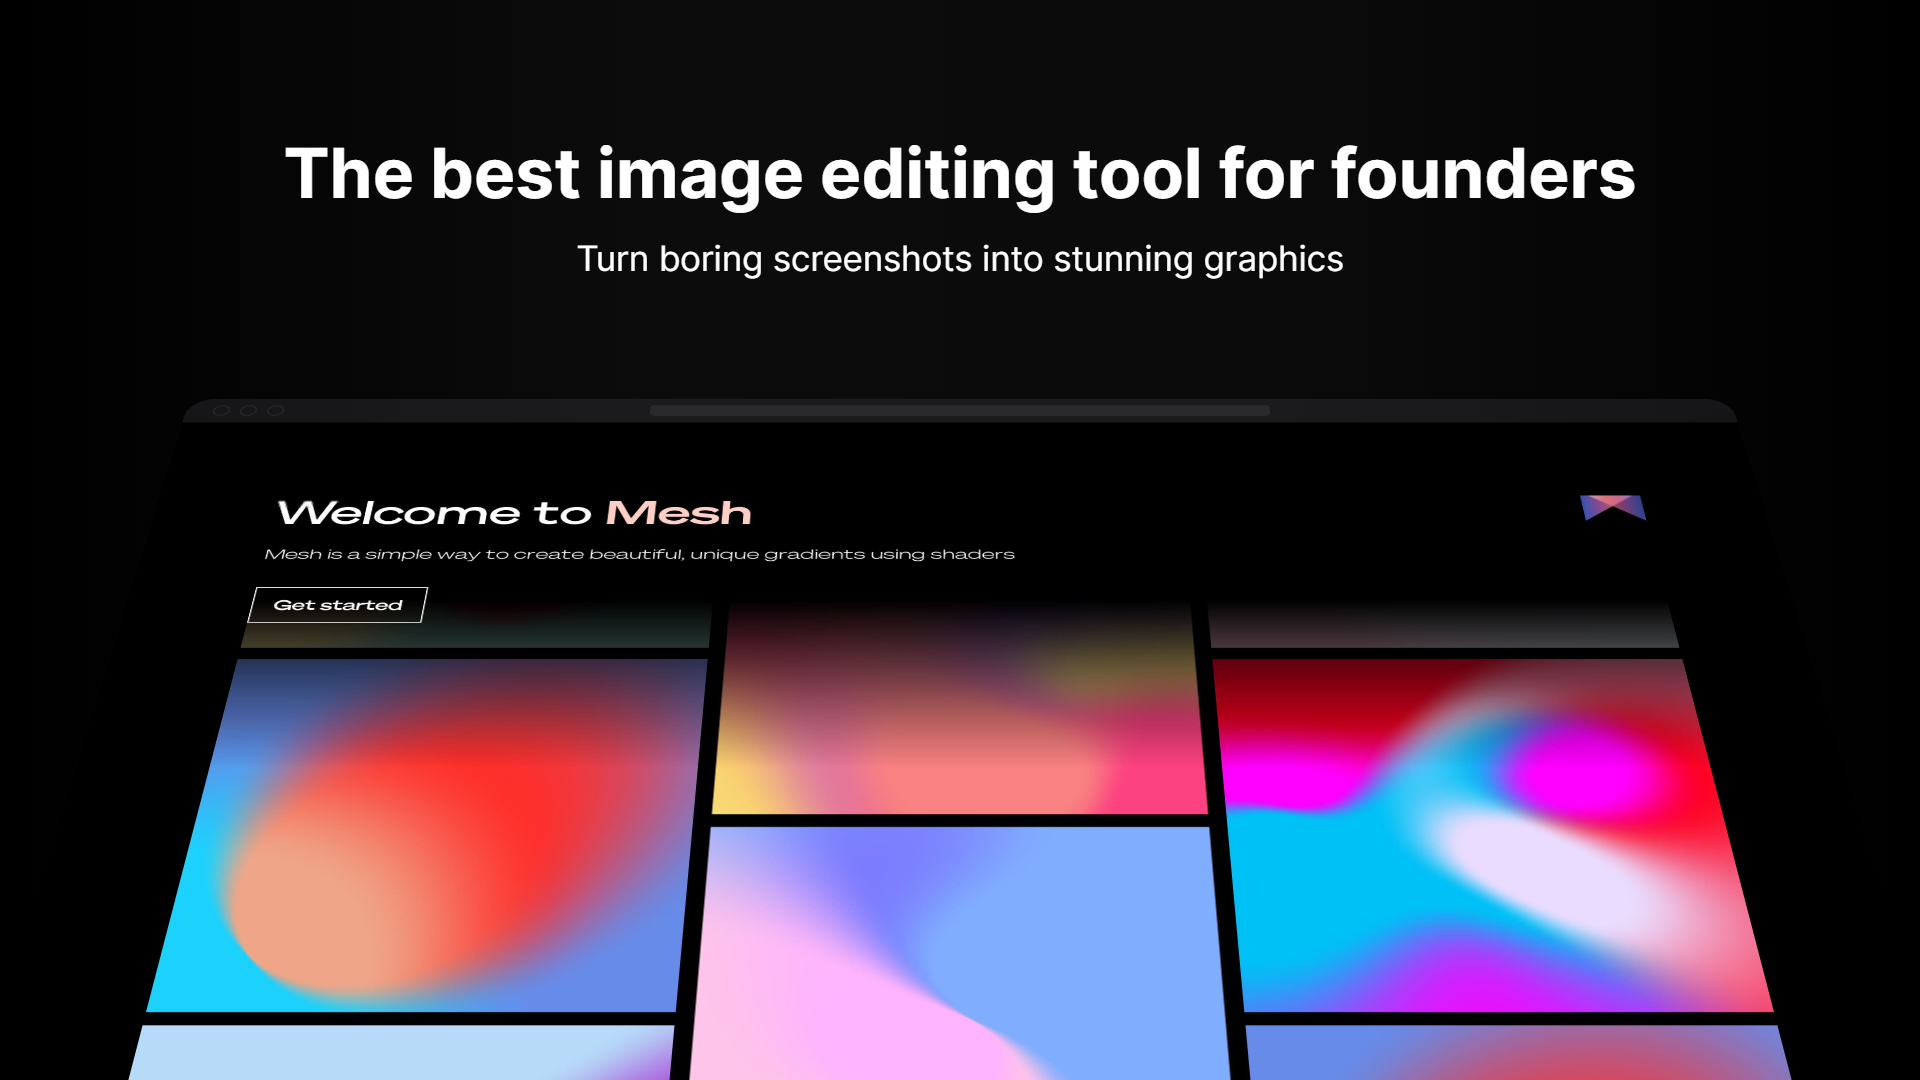 The best image editing tool for founders
Turn boring screenshots into stunning graphics
Welcome to Mesh
Mesh is a simple way to create beautiful, unique gradients using shaders
Get started